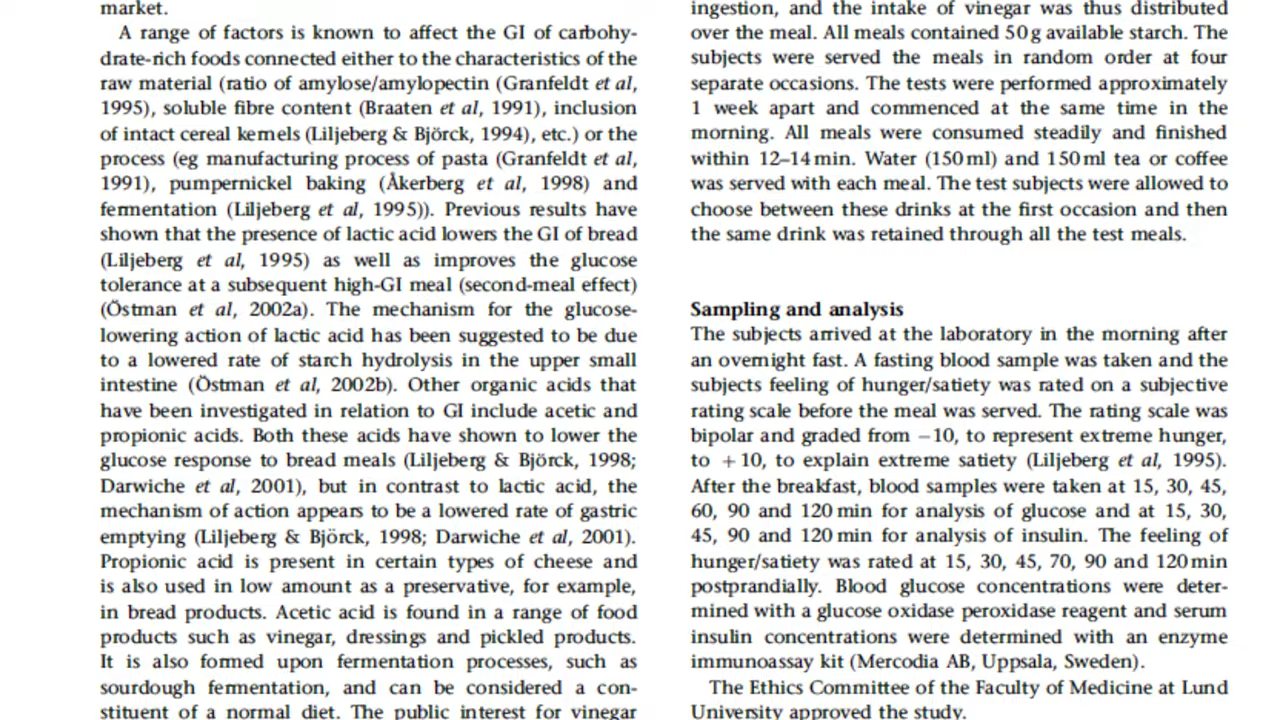 market.
A range of factors is known to affect the GI of carbohy-
drate-rich foods connected either to the characteristics of the
raw material (ratio of amylose/amylopectin (Granfeldt et al,
1995), soluble fibre content (Braaten et al, 1991), inclusion
of intact cereal kernels (Liljeberg & Björck, 1994), etc.) or the
process (eg manufacturing process of pasta (Granfeldt et al,
1991), pumpernickel baking (Åkerberg et al, 1998) and
fermentation (Liljeberg et al, 1995)). Previous results have
shown that the presence of lactic acid lowers the GI of bread
(Liljeberg et al, 1995) as well as improves the glucose
tolerance at a subsequent high-GI meal (second-meal effect)
(Östman et al, 2002a). The mechanism for the glucose-
lowering action of lactic acid has been suggested to be due
to a lowered rate of starch hydrolysis in the upper small
intestine (Östman et al, 2002b). Other organic acids that
have been investigated in relation to GI include acetic and
propionic acids. Both these acids have shown to lower the
glucose response to bread meals (Liljeberg & Björck, 1998;
Darwiche et al, 2001), but in contrast to lactic acid, the
mechanism of action appears to be a lowered rate of gastric
emptying (Liljeberg & Björck, 1998; Darwiche et al, 2001).
Propionic acid is present in certain types of cheese and
is also used in low amount as a preservative, for example,
in bread products. Acetic acid is found in a range of food
products such as vinegar, dressings and pickled products.
It is also formed upon fermentation processes, such as
sourdough fermentation, and can be considered a con-
stituent of a normal diet. The public interest for vinegar
ingestion, and the intake of vinegar was thus distributed
over the meal. All meals contained 50 g available starch. The
subjects were served the meals in random order at four
separate occasions. The tests were performed approximately
1 week apart and commenced at the same time in the
morning. All meals were consumed steadily and finished
within 12–14 min. Water (150 ml) and 150 ml tea or coffee
was served with each meal. The test subjects were allowed to
choose between these drinks at the first occasion and then
the same drink was retained through all the test meals.
Sampling and analysis
The subjects arrived at the laboratory in the morning after
an overnight fast. A fasting blood sample was taken and the
subjects feeling of hunger/satiety was rated on a subjective
rating scale before the meal was served. The rating scale was
bipolar and graded from −10, to represent extreme hunger,
to +10, to explain extreme satiety (Liljeberg et al, 1995).
After the breakfast, blood samples were taken at 15, 30, 45,
60, 90 and 120 min for analysis of glucose and at 15, 30,
45, 90 and 120 min for analysis of insulin. The feeling of
hunger/satiety was rated at 15, 30, 45, 70, 90 and 120 min
postprandially. Blood glucose concentrations were deter-
mined with a glucose oxidase peroxidase reagent and serum
insulin concentrations were determined with an enzyme
immunoassay kit (Mercodia AB, Uppsala, Sweden).
The Ethics Committee of the Faculty of Medicine at Lund
University approved the study.